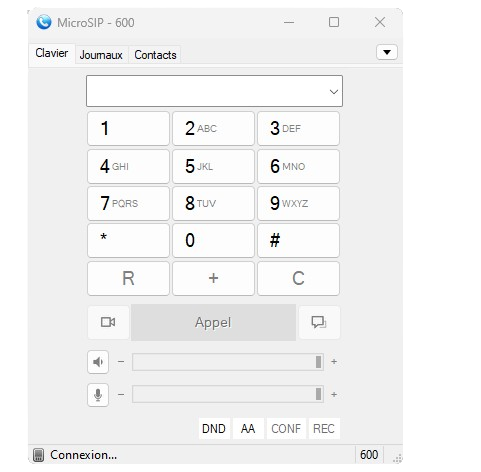 MicroSIP - 600
Clavier Journaux Contacts
1 2 ABC 3 DEF
4 GHI 5 JKL 6 MNO
7 PQRS 8 TUV 9 WXYZ
* 0 #
R + C
Appel
− +
− +
DND AA CONF REC
Connexion... 600